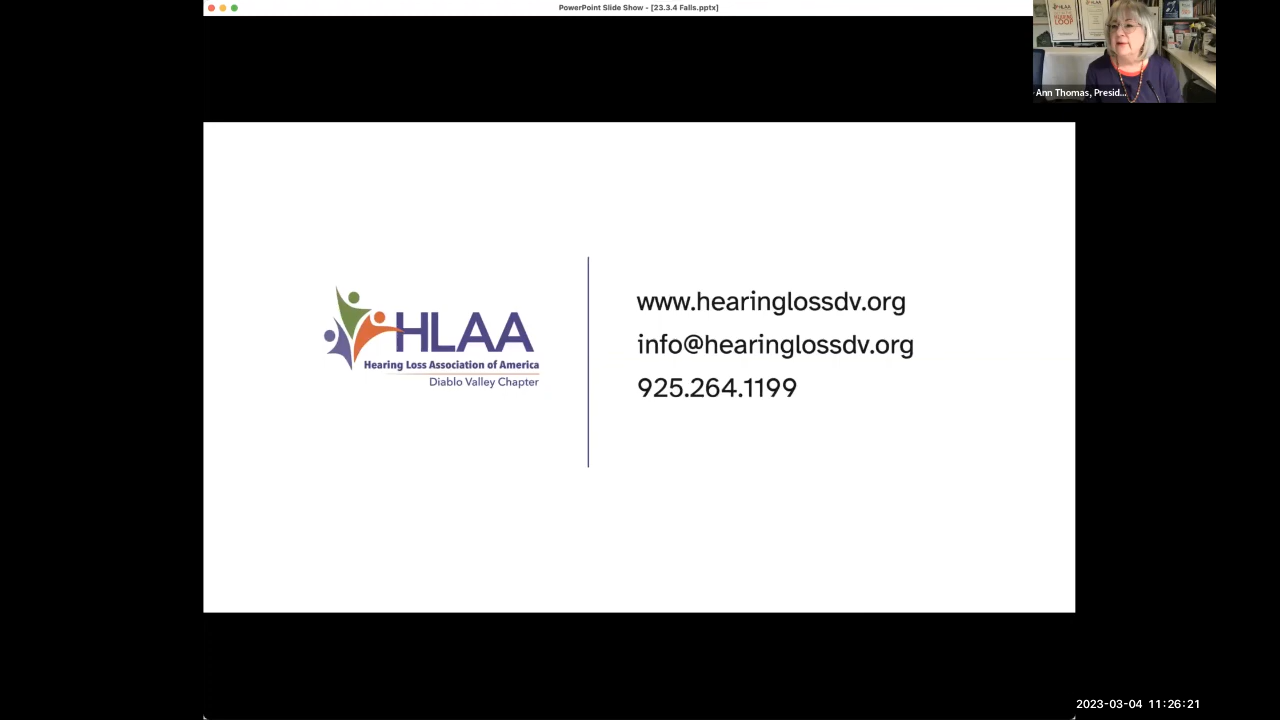 PowerPoint Slide Show - [23.3.4 Falls.pptx]
LOOP
Ann Thomas, Presid...
HLAA
Hearing Loss Association of America
Diablo Valley Chapter
www.hearinglossdv.org
info@hearinglossdv.org
925.264.1199
2023-03-04 11:26:21